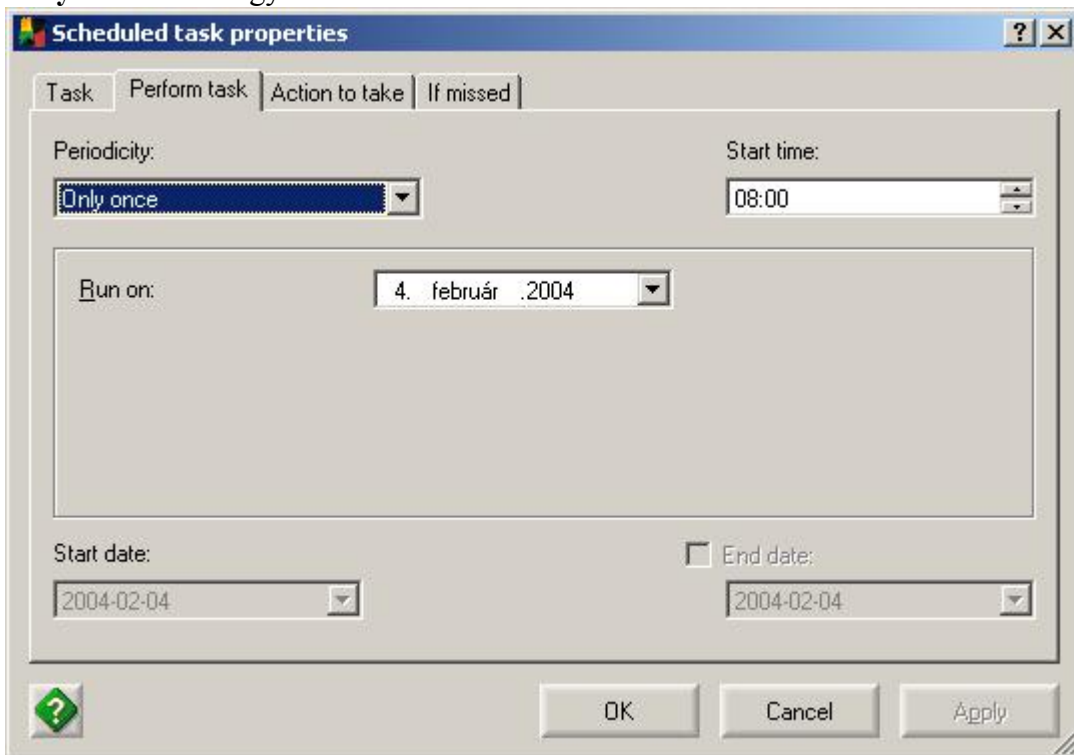 Scheduled task properties
Task Perform task Action to take If missed
Periodicity: Start time:
Only once 08:00
Run on: 4. február .2004
Start date: End date:
2004-02-04 2004-02-04
OK Cancel Apply